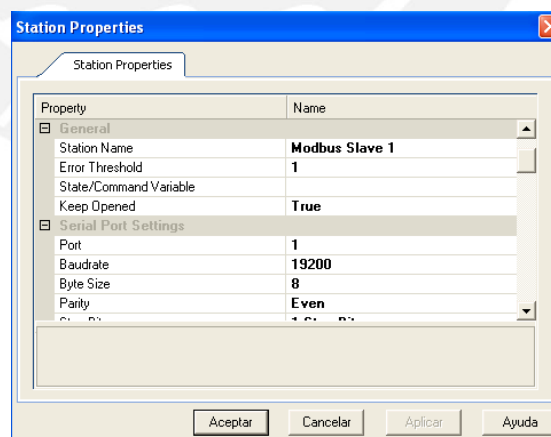 Station Properties
Station Properties
Property Name
General
Station Name Modbus Slave 1
Error Threshold 1
State/Command Variable
Keep Opened True
Serial Port Settings
Port 1
Baudrate 19200
Byte Size 8
Parity Even
Aceptar Cancelar Aplicar Ayuda